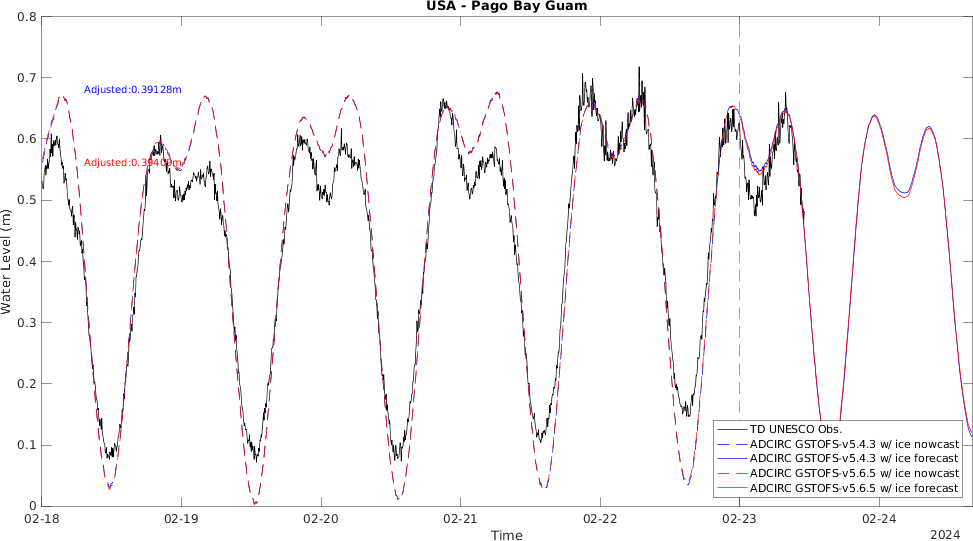 USA - Pago Bay Guam
0.8
0.7
0.6
0.5
0.4
0.3
0.2
0.1
0
Water Level (m)
Adjusted:0.39128m
Adjusted:0.39409m
TD UNESCO Obs.
ADCIRC GSTOFS-v5.4.3 w/ ice nowcast
ADCIRC GSTOFS-v5.4.3 w/ ice forecast
ADCIRC GSTOFS-v5.6.5 w/ ice nowcast
ADCIRC GSTOFS-v5.6.5 w/ ice forecast
02-18 02-19 02-20 02-21 02-22 02-23 02-24
Time
2024